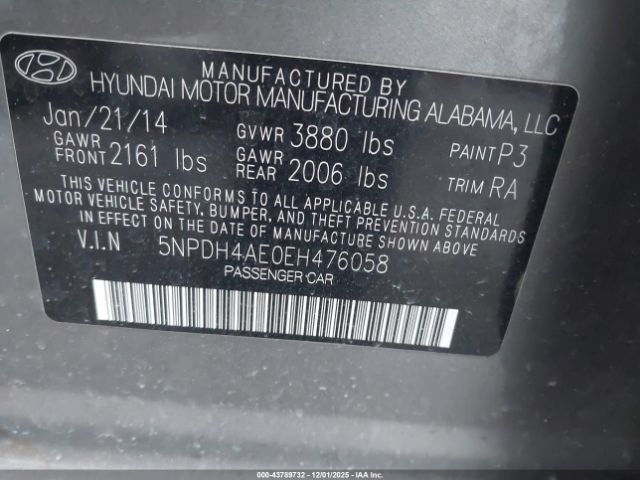 MANUFACTURED BY
HYUNDAI MOTOR MANUFACTURING ALABAMA, LLC
Jan/21/14 GVWR 3880 lbs PAINT P3
GAWR FRONT 2161 lbs GAWR REAR 2006 lbs TRIM RA
THIS VEHICLE CONFORMS TO ALL APPLICABLE U.S.A. FEDERAL
MOTOR VEHICLE SAFETY, BUMPER, AND THEFT PREVENTION STANDARDS
IN EFFECT ON THE DATE OF MANUFACTURE SHOWN ABOVE
V.I.N 5NPDH4AE0EH476058
PASSENGER CAR
000-43789732 - 12/01/2025 - AC